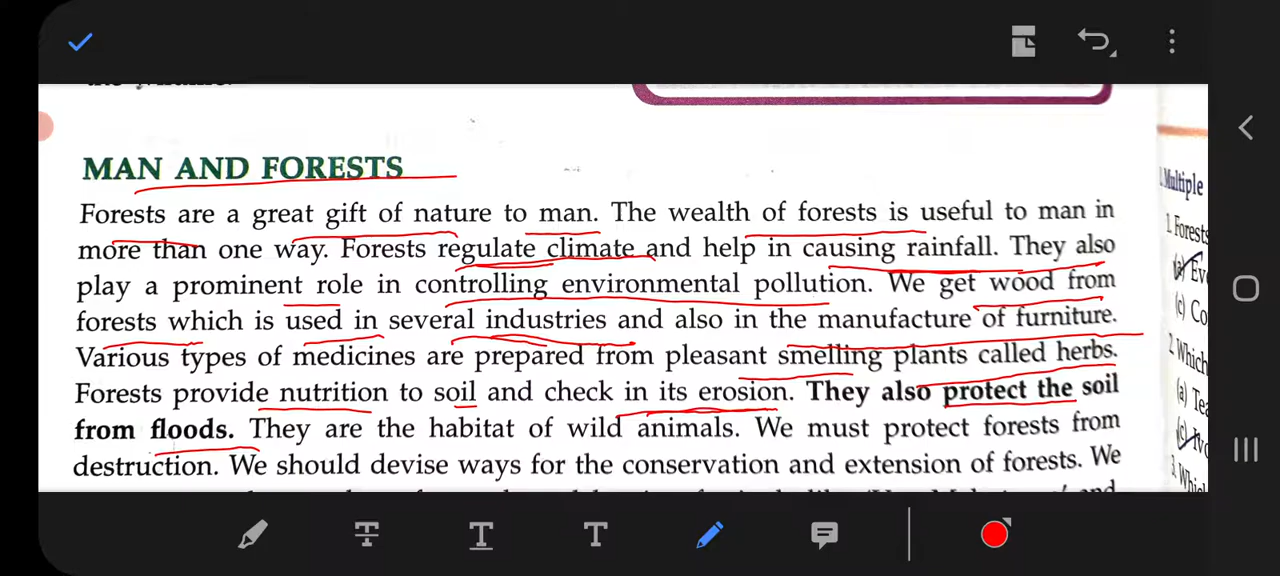 MAN AND FORESTS
Forests are a great gift of nature to man. The wealth of forests is useful to man in
more than one way. Forests regulate climate and help in causing rainfall. They also
play a prominent role in controlling environmental pollution. We get wood from
forests which is used in several industries and also in the manufacture of furniture.
Various types of medicines are prepared from pleasant smelling plants called herbs.
Forests provide nutrition to soil and check in its erosion. They also protect the soil
from floods. They are the habitat of wild animals. We must protect forests from
destruction. We should devise ways for the conservation and extension of forests. We
Multiple
1. Forests
(a)
(c) Co
2. Which
(a) Tea
(c)
3. Which
T
T
T